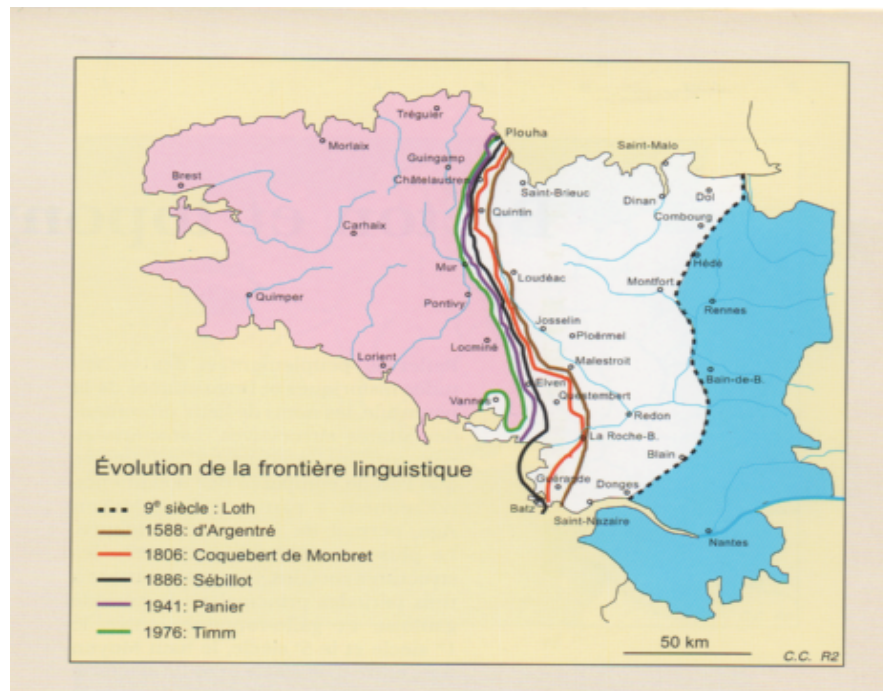 Tréguier
Plouha
Morlaix
Saint-Malo
Guingamp
Brest
Châtelaudren
Saint-Brieuc
Dinan
Dol
Quintin
Combourg
Carhaix
Hédé
Mur
Loudéac
Montfort
Quimper
Pontivy
Rennes
Josselin
Ploërmel
Locminé
Lorient
Malestroit
Elven
Bain-de-B.
Vannes
Questembert
Redon
La Roche-B.
Blain
Évolution de la frontière linguistique
Guérande
Donges
9e siècle : Loth
Batz
Saint-Nazaire
1588: d'Argentré
Nantes
1806: Coquebert de Monbret
1886: Sébillot
1941: Panier
1976: Timm
50 km
C.C. R2